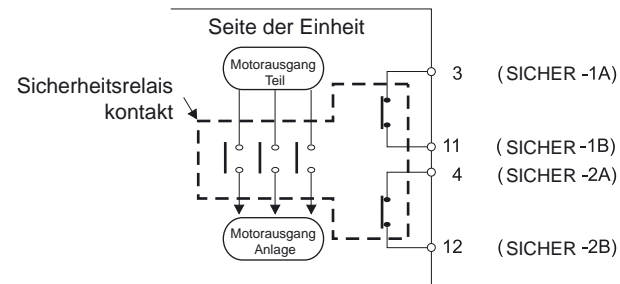 Seite der Einheit
Motorausgang
Teil
Sicherheitsrelais
kontakt
3 (SICHER -1A)
11 (SICHER -1B)
4 (SICHER -2A)
12 (SICHER -2B)
Motorausgang
Anlage